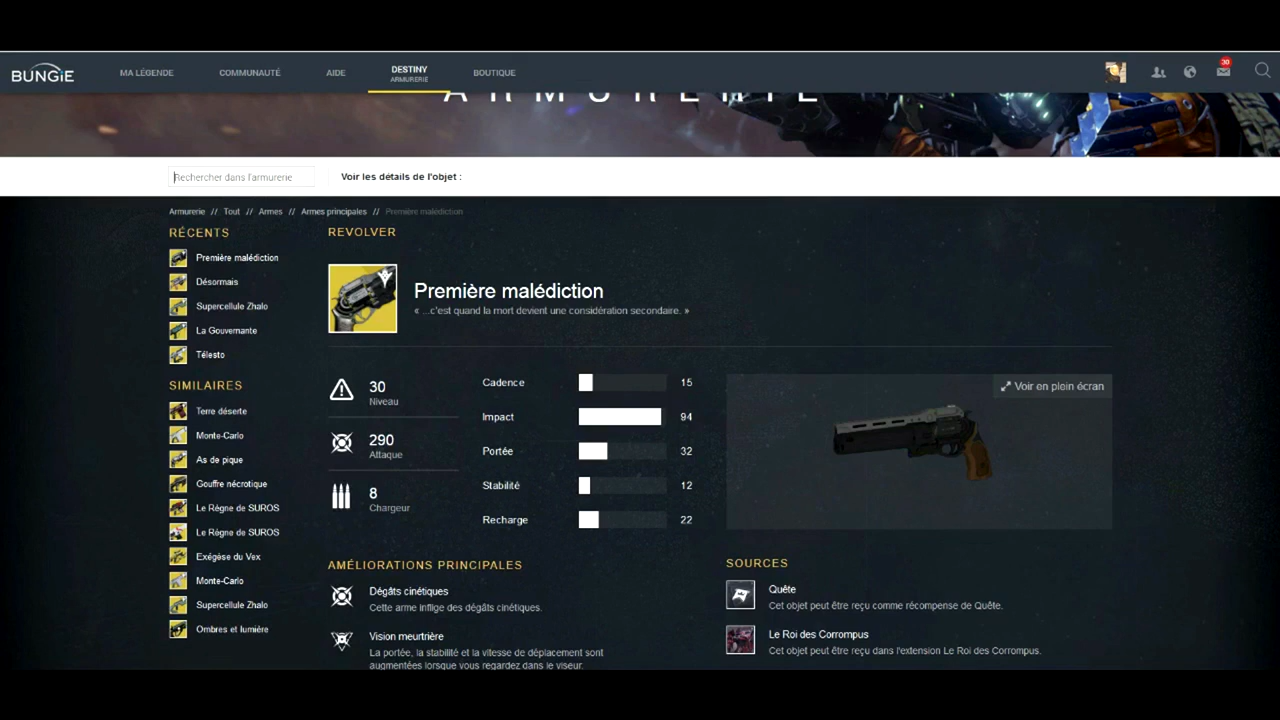 BUNGiE
MA LÉGENDE
COMMUNAUTÉ
AIDE
DESTINY
ARMURERIE
BOUTIQUE
30
ARMURERIE
Rechercher dans l'armurerie
Voir les détails de l'objet :
Armurerie // Tout // Armes // Armes principales // Première malédiction
RÉCENTS
Première malédiction
Désormais
Supercellule Zhalo
La Gouvernante
Télesto
SIMILAIRES
Terre déserte
Monte-Carlo
As de pique
Gouffre nécrotique
Le Règne de SUROS
Le Règne de SUROS
Exégèse du Vex
Monte-Carlo
Supercellule Zhalo
Ombres et lumière
REVOLVER
Première malédiction
« ...c'est quand la mort devient une considération secondaire. »
30
Niveau
290
Attaque
8
Chargeur
Cadence 15
Impact 94
Portée 32
Stabilité 12
Recharge 22
Voir en plein écran
AMÉLIORATIONS PRINCIPALES
Dégâts cinétiques
Cette arme inflige des dégâts cinétiques.
Vision meurtrière
La portée, la stabilité et la vitesse de déplacement sont
augmentées lorsque vous regardez dans le viseur.
SOURCES
Quête
Cet objet peut être reçu comme récompense de Quête.
Le Roi des Corrompus
Cet objet peut être reçu dans l'extension Le Roi des Corrompus.